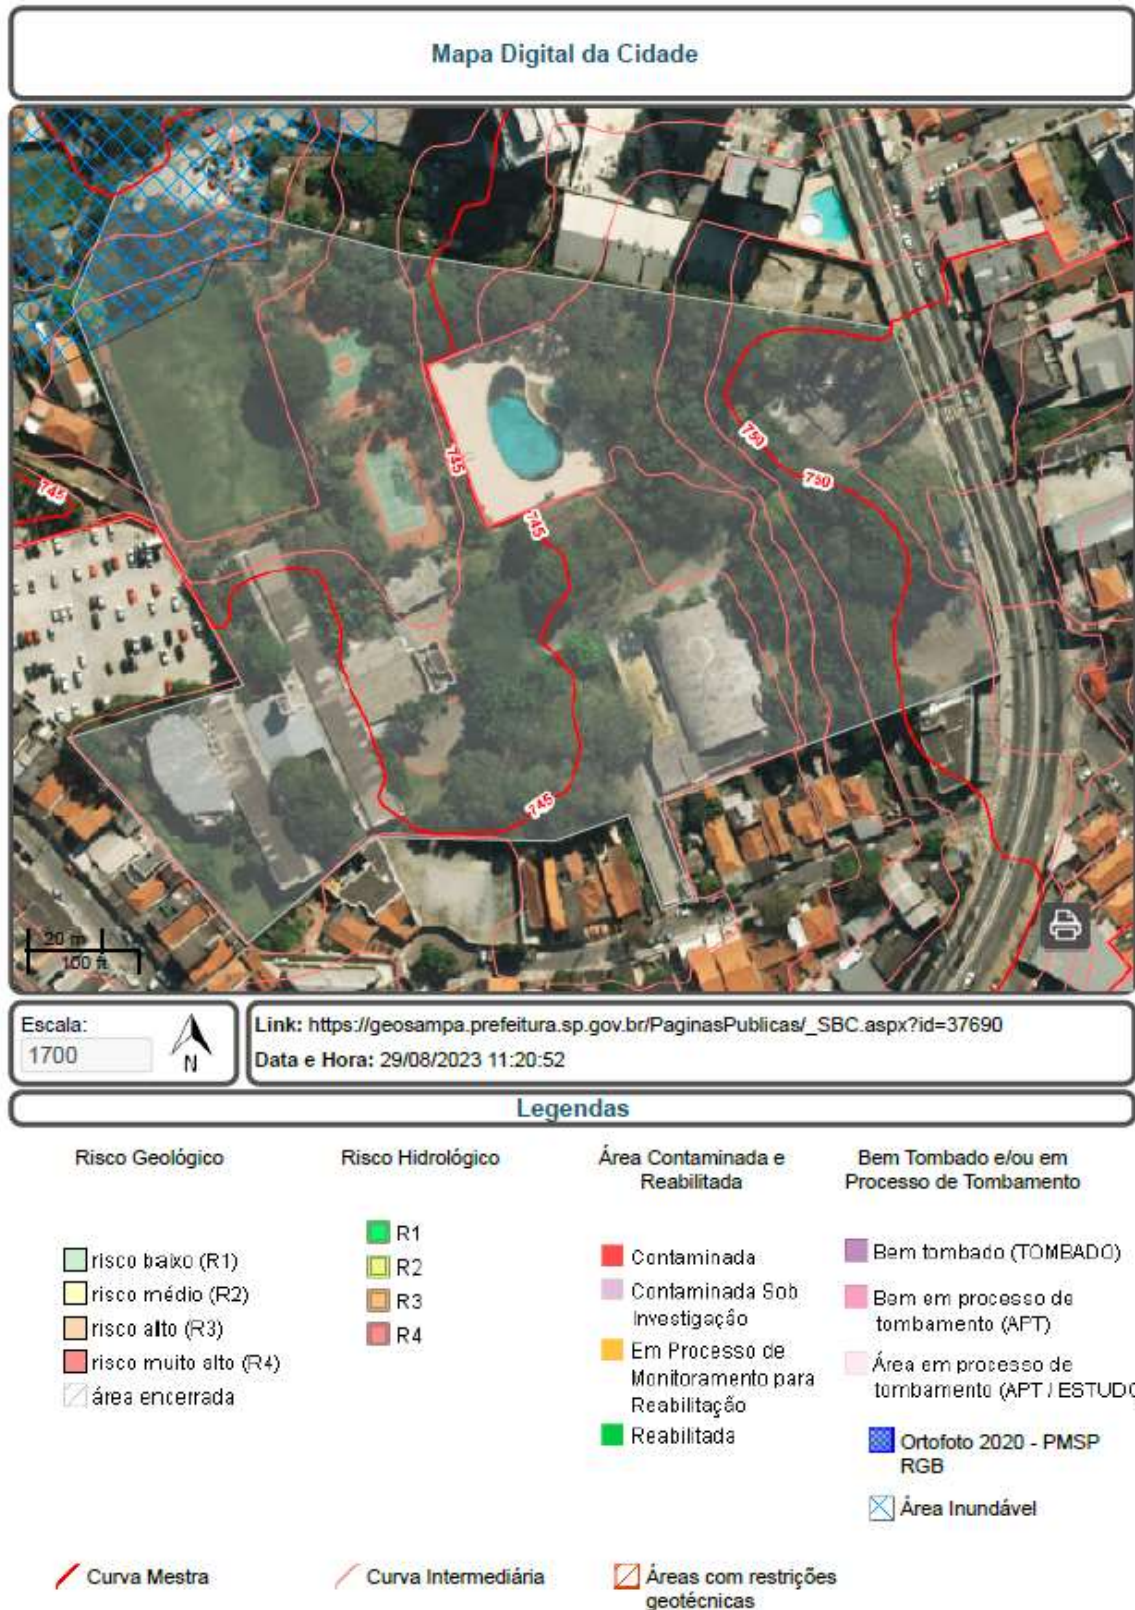 Mapa Digital da Cidade
745
750
750
745
745
745
20 m
100 ft
Escala:
1700
N
Link: https://geosampa.prefeitura.sp.gov.br/PaginasPublicas/_SBC.aspx?id=37690
Data e Hora: 29/08/2023 11:20:52
Legendas
Risco Geológico
risco baixo (R1)
risco médio (R2)
risco alto (R3)
risco muito alto (R4)
área encerrada
Risco Hidrológico
R1
R2
R3
R4
Área Contaminada e
Reabilitada
Contaminada
Contaminada Sob
Investigação
Em Processo de
Monitoramento para
Reabilitação
Reabilitada
Bem Tombado e/ou em
Processo de Tombamento
Bem tombado (TOMBADO)
Bem em processo de
tombamento (APT)
Área em processo de
tombamento (APT / ESTUDO
Ortofoto 2020 - PMSP
RGB
Área Inundável
Curva Mestra
Curva Intermediária
Áreas com restrições
geotécnicas